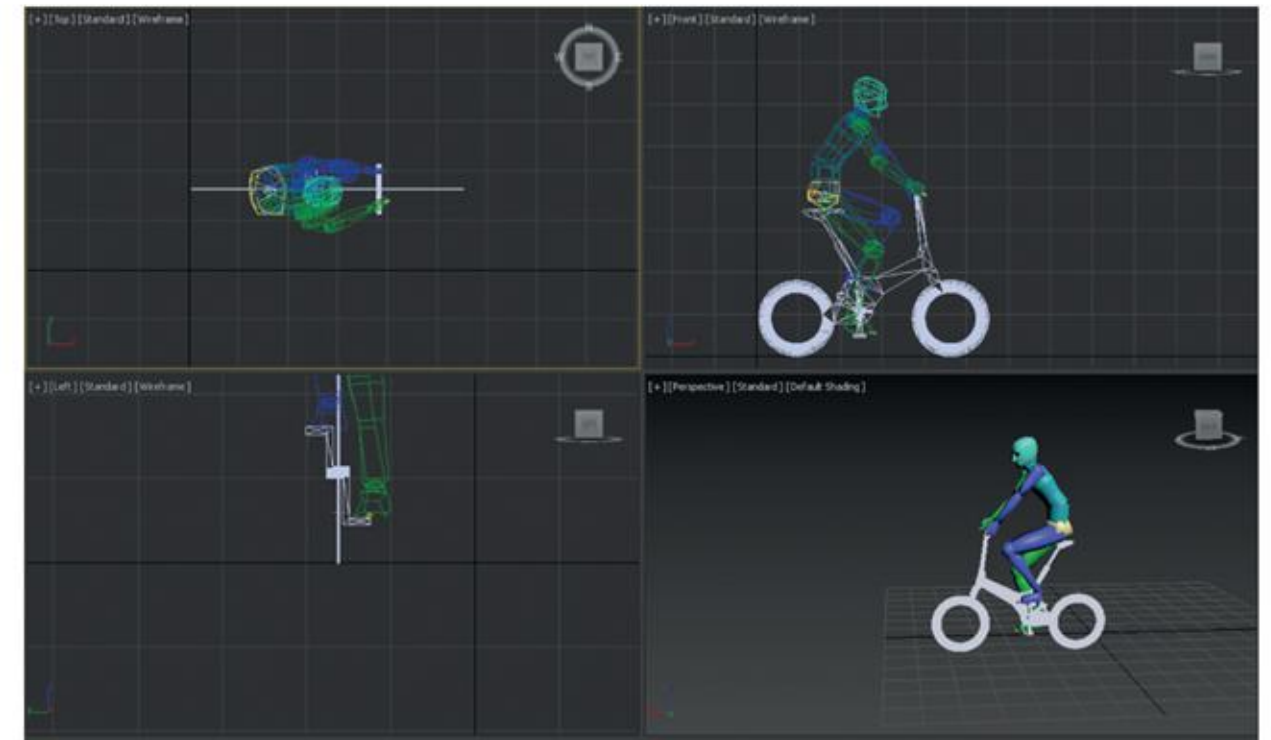 [+] [Top] [Standard] [Wireframe]
[+] [Front] [Standard] [Wireframe]
[+] [Left] [Standard] [Wireframe]
[+] [Perspective] [Standard] [Default Shading]